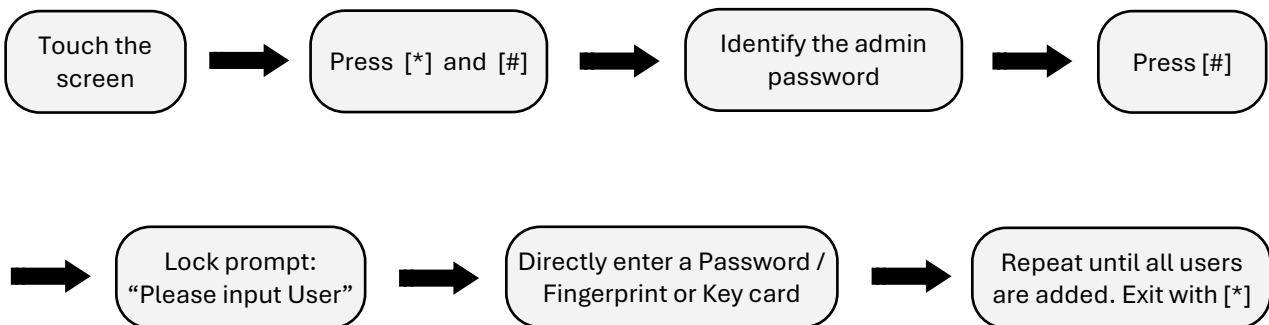 Touch the
screen
Press [*] and [#]
Identify the admin
password
Press [#]
Lock prompt:
“Please input User”
Directly enter a Password /
Fingerprint or Key card
Repeat until all users
are added. Exit with [*]